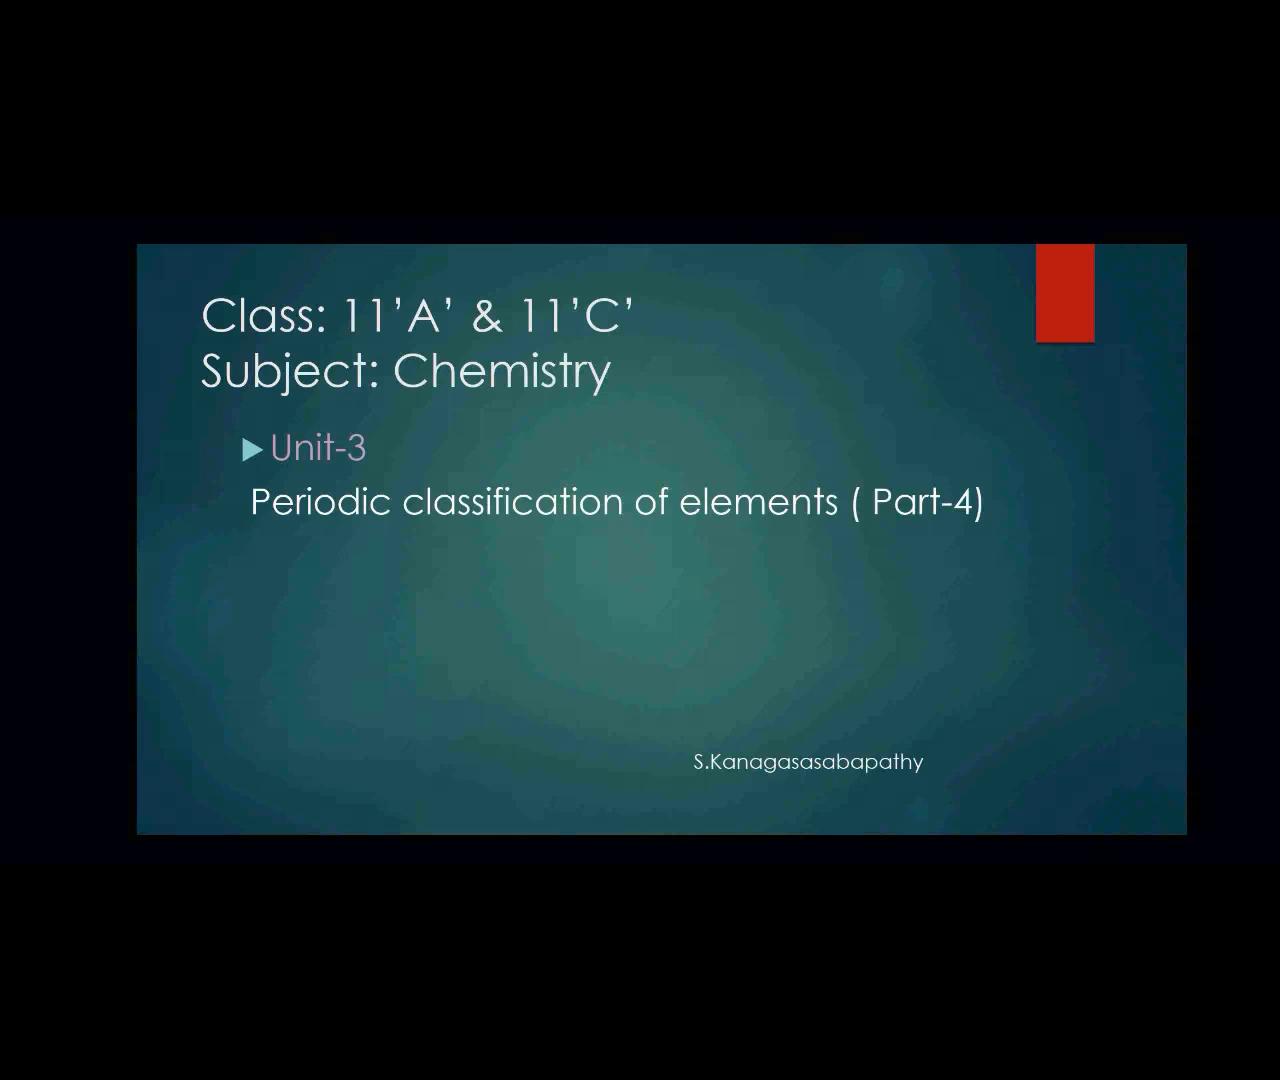 Class: 11’A’ & 11’C’
Subject: Chemistry
Unit-3
Periodic classification of elements ( Part-4)
S.Kanagasasabapathy